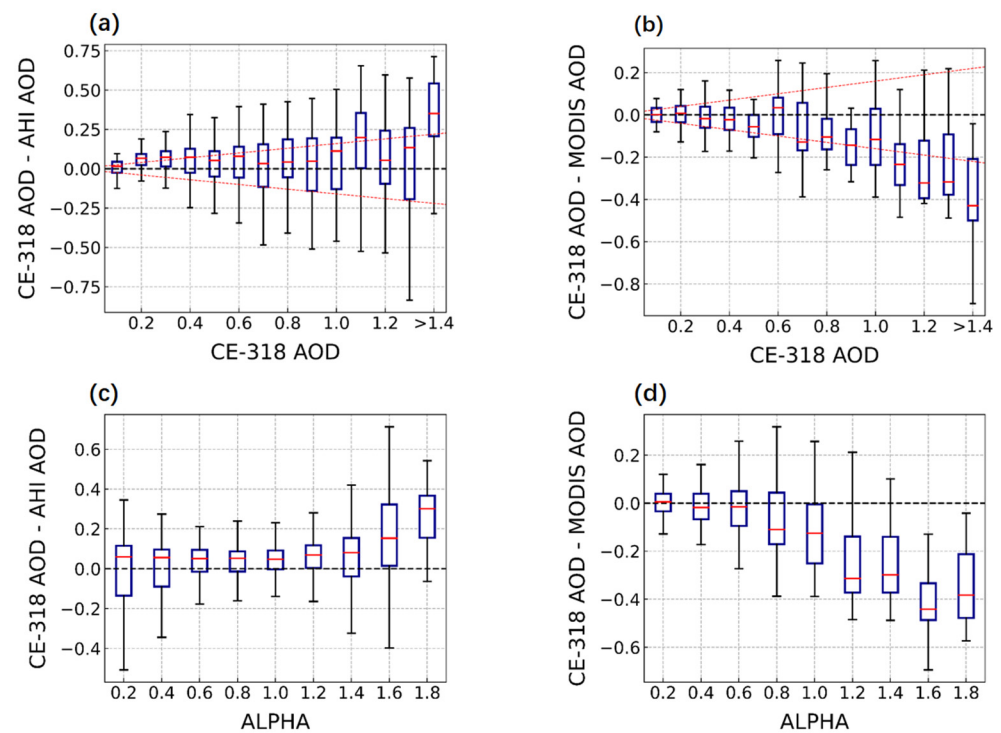 (a)
CE-318 AOD - AHI AOD
0.75
0.50
0.25
0.00
−0.25
−0.50
−0.75
0.2 0.4 0.6 0.8 1.0 1.2 >1.4
CE-318 AOD
(b)
CE-318 AOD - MODIS AOD
0.2
0.0
−0.2
−0.4
−0.6
−0.8
0.2 0.4 0.6 0.8 1.0 1.2 >1.4
CE-318 AOD
(c)
CE-318 AOD - AHI AOD
0.6
0.4
0.2
0.0
−0.2
−0.4
0.2 0.4 0.6 0.8 1.0 1.2 1.4 1.6 1.8
ALPHA
(d)
CE-318 AOD - MODIS AOD
0.2
0.0
−0.2
−0.4
−0.6
0.2 0.4 0.6 0.8 1.0 1.2 1.4 1.6 1.8
ALPHA